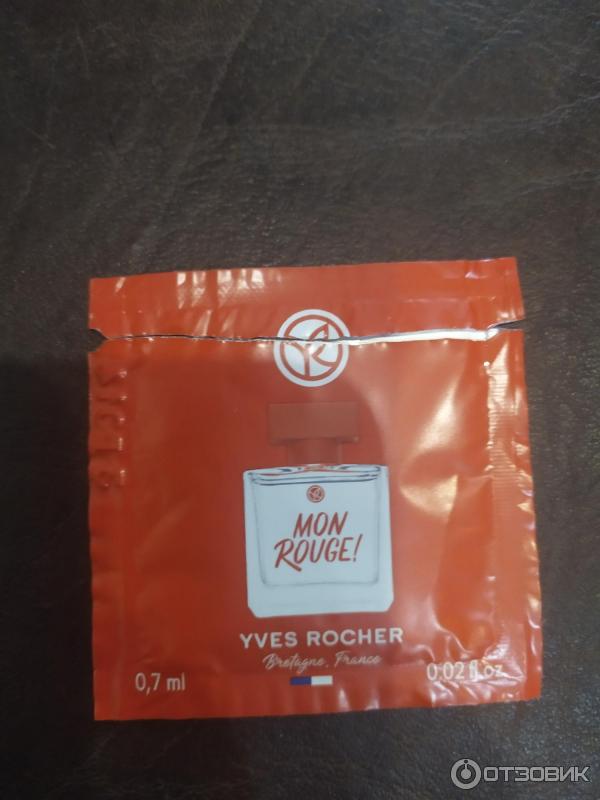 MON
ROUGE!
YVES ROCHER
Bretagne, France
0,7 ml
0.02 fl.oz.
ОТЗОВИК